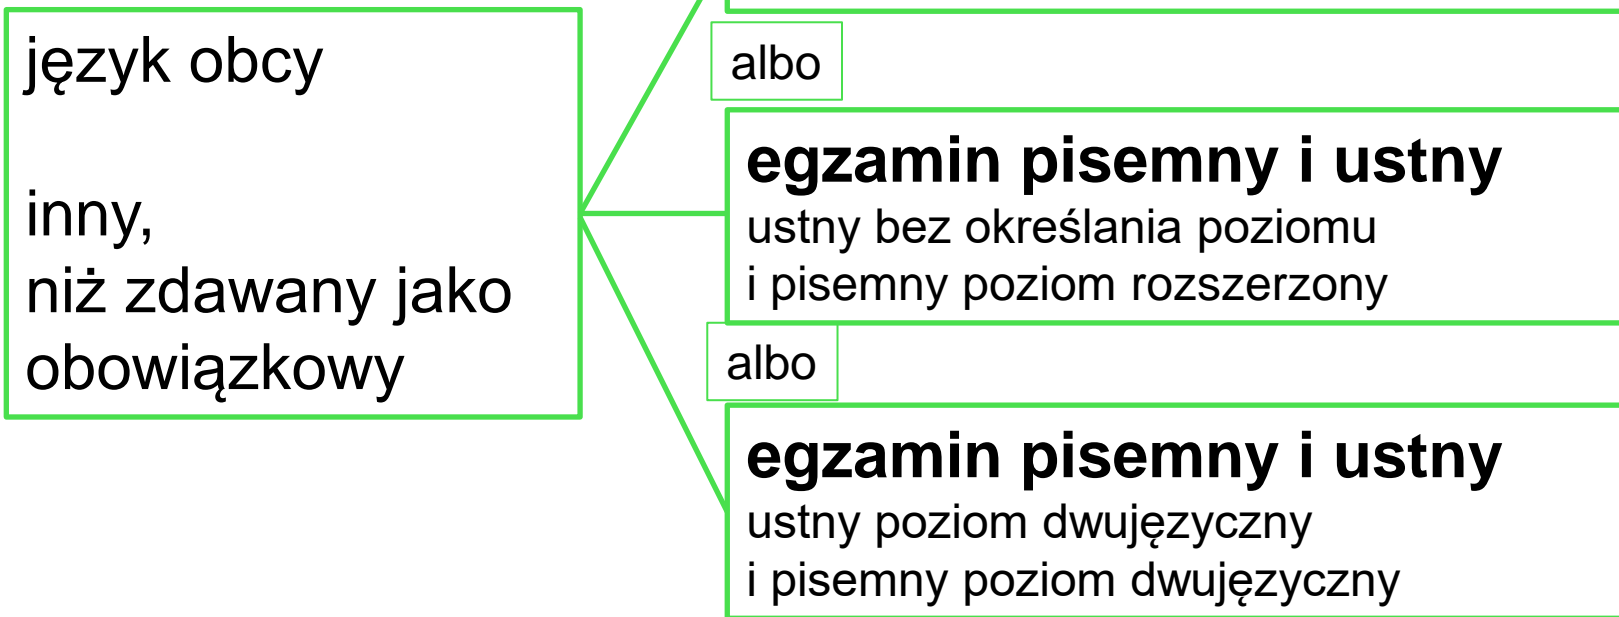 język obcy
inny,
niż zdawany jako
obowiązkowy
albo
egzamin pisemny i ustny
ustny bez określania poziomu
i pisemny poziom rozszerzony
albo
egzamin pisemny i ustny
ustny poziom dwujęzyczny
i pisemny poziom dwujęzyczny